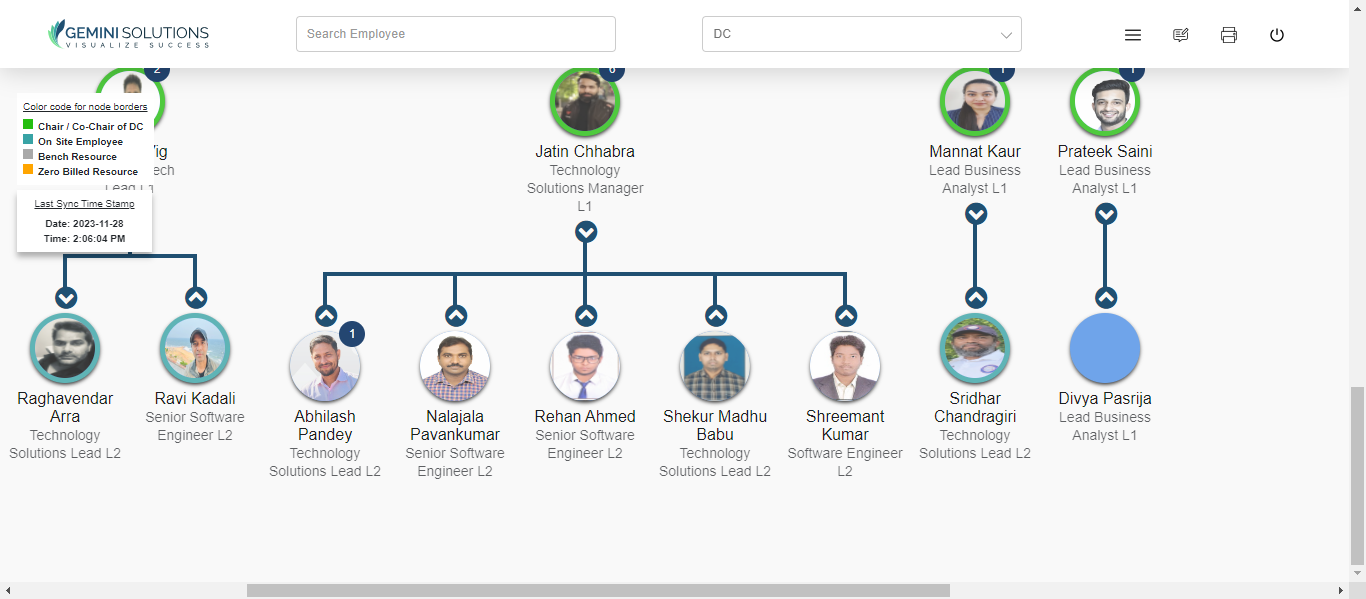 GEMINI SOLUTIONS
VISUALIZE SUCCESS
Search Employee
DC
2
6
1
1
Color code for node borders
Chair / Co-Chair of DC
On Site Employee
Bench Resource
Zero Billed Resource
Last Sync Time Stamp
Date: 2023-11-28
Time: 2:06:04 PM
Lead L1
Jatin Chhabra
Technology
Solutions Manager
L1
Mannat Kaur
Lead Business
Analyst L1
Prateek Saini
Lead Business
Analyst L1
Raghavendar
Arra
Technology
Solutions Lead L2
Ravi Kadali
Senior Software
Engineer L2
1
Abhilash
Pandey
Technology
Solutions Lead L2
Nalajala
Pavankumar
Senior Software
Engineer L2
Rehan Ahmed
Senior Software
Engineer L2
Shekur Madhu
Babu
Technology
Solutions Lead L2
Shreemant
Kumar
Software Engineer
L2
Sridhar
Chandragiri
Technology
Solutions Lead L2
Divya Pasrija
Lead Business
Analyst L1